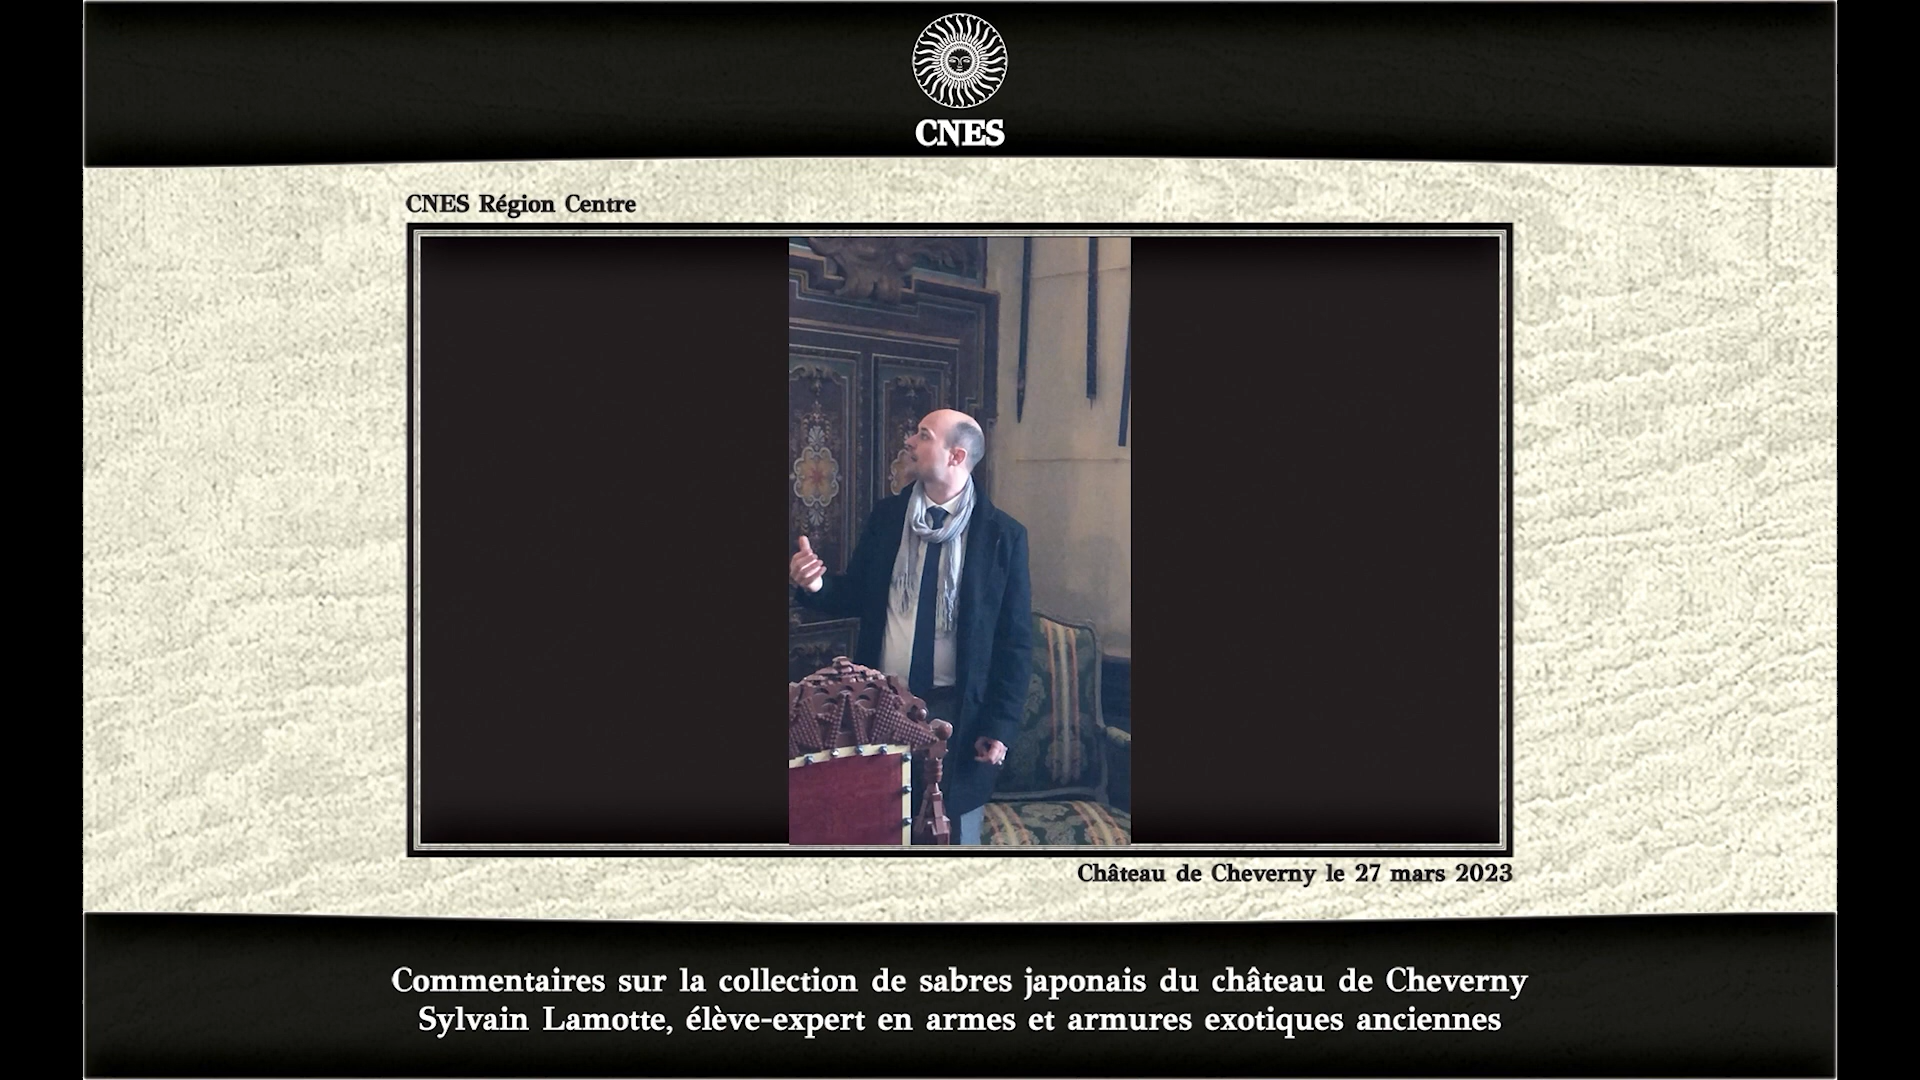 CNES
CNES Région Centre
Château de Cheverny le 27 mars 2023
Commentaires sur la collection de sabres japonais du château de Cheverny
Sylvain Lamotte, élève-expert en armes et armures exotiques anciennes